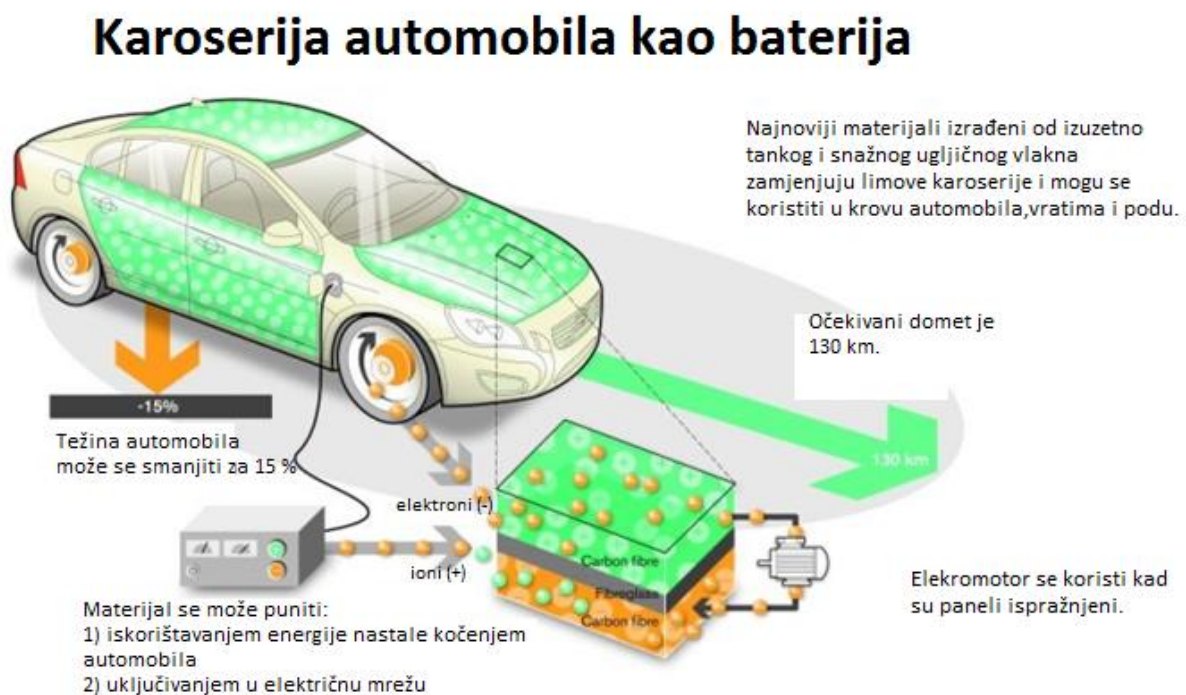 Karoserija automobila kao baterija
Najnoviji materijali izrađeni od izuzetno
tankog i snažnog ugljičnog vlakna
zamjenjuju limove karoserije i mogu se
koristiti u krovu automobila,vratima i podu.
Očekivani domet je
130 km.
-15%
Težina automobila
može se smanjiti za 15 %
130 km
elektroni (-)
ioni (+)
Carbon fibre
Fibreglass
Carbon fibre
Elekromotor se koristi kad
su paneli ispražnjeni.
Materijal se može puniti:
1) iskorištavanjem energije nastale kočenjem
automobila
2) uključivanjem u električnu mrežu